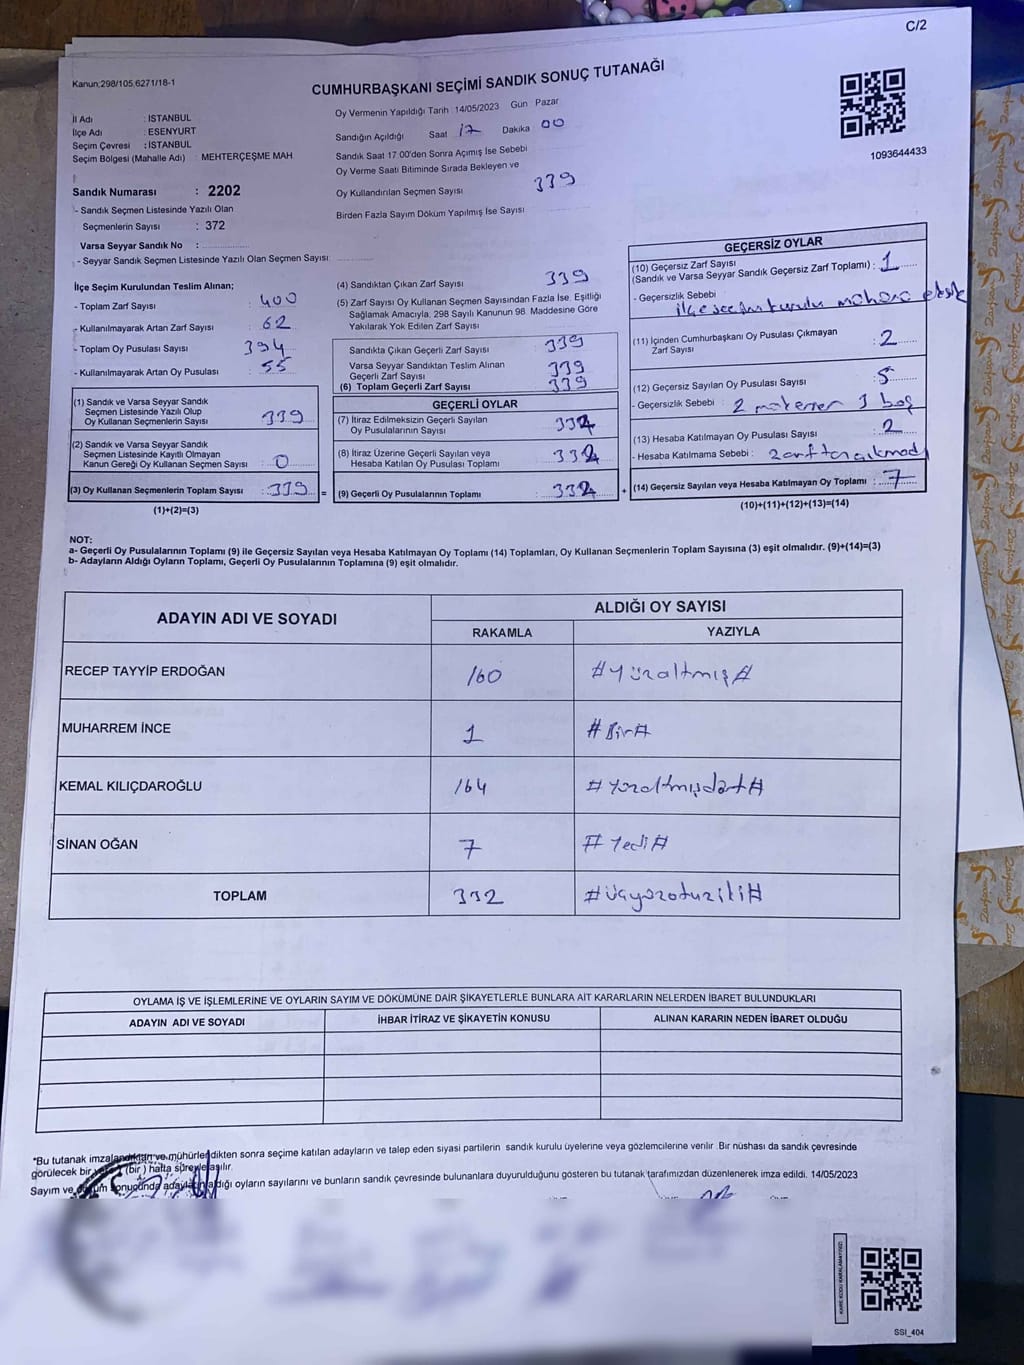 C/2
Kanun:298/105,6271/18-1
CUMHURBAŞKANI SEÇİMİ SANDIK SONUÇ TUTANAĞI
İl Adı : İSTANBUL
İlçe Adı : ESENYURT
Seçim Çevresi : İSTANBUL
Seçim Bölgesi (Mahalle Adı) : MEHTERÇEŞME MAH
Sandık Numarası : 2202
- Sandık Seçmen Listesinde Yazılı Olan
Seçmenlerin Sayısı : 372
Varsa Seyyar Sandık No :
- Seyyar Sandık Seçmen Listesinde Yazılı Olan Seçmen Sayısı:
Oy Vermenin Yapıldığı Tarih : 14/05/2023 Gün Pazar
Sandığın Açıldığı Saat 17 Dakika 00
Sandık Saat 17 00'den Sonra Açımış İse Sebebi
Oy Verme Saati Bitiminde Sırada Bekleyen ve
Oy Kullandırılan Seçmen Sayısı 339
Birden Fazla Sayım Döküm Yapılmış İse Sayısı
1093644433
İlçe Seçim Kurulundan Teslim Alınan;
- Toplam Zarf Sayısı : 400
- Kullanılmayarak Artan Zarf Sayısı : 62
- Toplam Oy Pusulası Sayısı : 394
- Kullanılmayarak Artan Oy Pusulası : 55
(1) Sandık ve Varsa Seyyar Sandık
Seçmen Listesinde Yazılı Olup
Oy Kullanan Seçmenlerin Sayısı : 339
(2) Sandık ve Varsa Seyyar Sandık
Seçmen Listesinde Kayıtlı Olmayan
Kanun Gereği Oy Kullanan Seçmen Sayısı : 0
(3) Oy Kullanan Seçmenlerin Toplam Sayısı : 339 =
(1)+(2)=(3)
(4) Sandıktan Çıkan Zarf Sayısı 339
(5) Zarf Sayısı Oy Kullanan Seçmen Sayısından Fazla İse, Eşitliği
Sağlamak Amacıyla, 298 Sayılı Kanunun 98. Maddesine Göre
Yakılarak Yok Edilen Zarf Sayısı
Sandıkta Çıkan Geçerli Zarf Sayısı : 339
Varsa Seyyar Sandıktan Teslim Alınan
Geçerli Zarf Sayısı 339
(6) Toplam Geçerli Zarf Sayısı : 339
GEÇERLİ OYLAR
(7) İtiraz Edilmeksizin Geçerli Sayılan
Oy Pusulalarının Sayısı : 332
(8) İtiraz Üzerine Geçerli Sayılan veya
Hesaba Katılan Oy Pusulası Toplamı : 332
(9) Geçerli Oy Pusulalarının Toplamı : 332 +
GEÇERSİZ OYLAR
(10) Geçersiz Zarf Sayısı
(Sandık ve Varsa Seyyar Sandık Geçersiz Zarf Toplamı) : 1
- Geçersizlik Sebebi
ilçe seçim kurulu mührü eksik
(11) İçinden Cumhurbaşkanı Oy Pusulası Çıkmayan
Zarf Sayısı : 2
(12) Geçersiz Sayılan Oy Pusulası Sayısı : 5
- Geçersizlik Sebebi : 2 mükerrer 3 boş
(13) Hesaba Katılmayan Oy Pusulası Sayısı : 2
- Hesaba Katılmama Sebebi : zarftan çıkmadı
(14) Geçersiz Sayılan veya Hesaba Katılmayan Oy Toplamı : 7
(10)+(11)+(12)+(13)=(14)
NOT:
a- Geçerli Oy Pusulalarının Toplamı (9) ile Geçersiz Sayılan veya Hesaba Katılmayan Oy Toplamı (14) Toplamları, Oy Kullanan Seçmenlerin Toplam Sayısına (3) eşit olmalıdır. (9)+(14)=(3)
b- Adayların Aldığı Oyların Toplamı, Geçerli Oy Pusulalarının Toplamına (9) eşit olmalıdır.
ADAYIN ADI VE SOYADI ALDIĞI OY SAYISI
RAKAMLA YAZIYLA
RECEP TAYYİP ERDOĞAN 160 #Yüzaltmış#
MUHARREM İNCE 1 #Bir#
KEMAL KILIÇDAROĞLU 164 #Yüzaltmışdört#
SİNAN OĞAN 7 #Yedi#
TOPLAM 332 #üçyüzotuziki#
OYLAMA İŞ VE İŞLEMLERİNE VE OYLARIN SAYIM VE DÖKÜMÜNE DAİR ŞİKAYETLERLE BUNLARA AİT KARARLARIN NELERDEN İBARET BULUNDUKLARI
ADAYIN ADI VE SOYADI İHBAR İTİRAZ VE ŞİKAYETİN KONUSU ALINAN KARARIN NEDEN İBARET OLDUĞU
*Bu tutanak imzalandıktan ve mühürlendikten sonra seçime katılan adayların ve talep eden siyasi partilerin sandık kurulu üyelerine veya gözlemcilerine verilir. Bir nüshası da sandık çevresinde
görülecek bir yere (bir ) hafta süreyle asılır.
Sayım ve döküm sonucunda adayların aldığı oyların sayılarını ve bunların sandık çevresinde bulunanlara duyurulduğunu gösteren bu tutanak tarafımızdan düzenlenerek imza edildi. 14/05/2023
KARE KODU KARALAMAYINIZ!
SSI_404